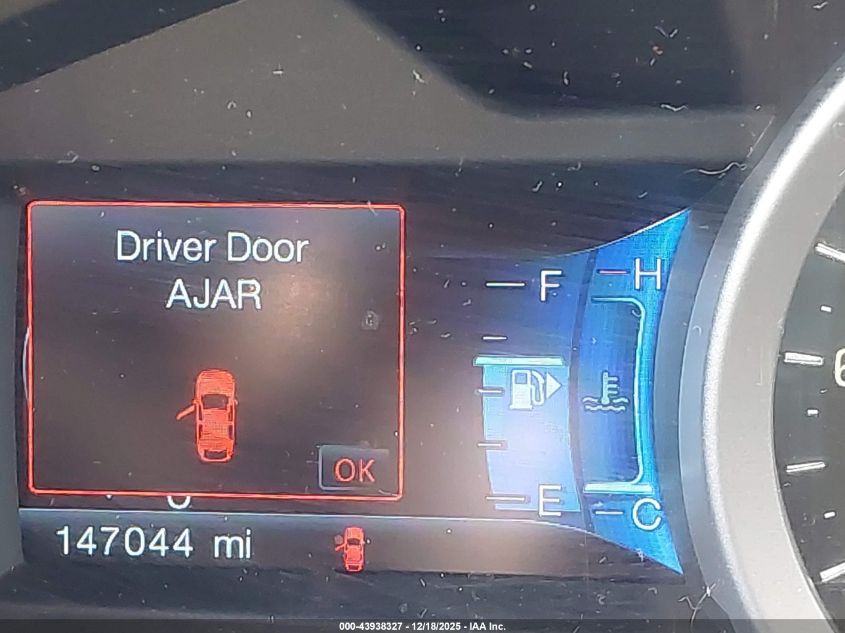 Driver Door
AJAR
OK
F
H
E
C
147044 mi
000-43938327 - 12/18/2025 - IAA Inc.